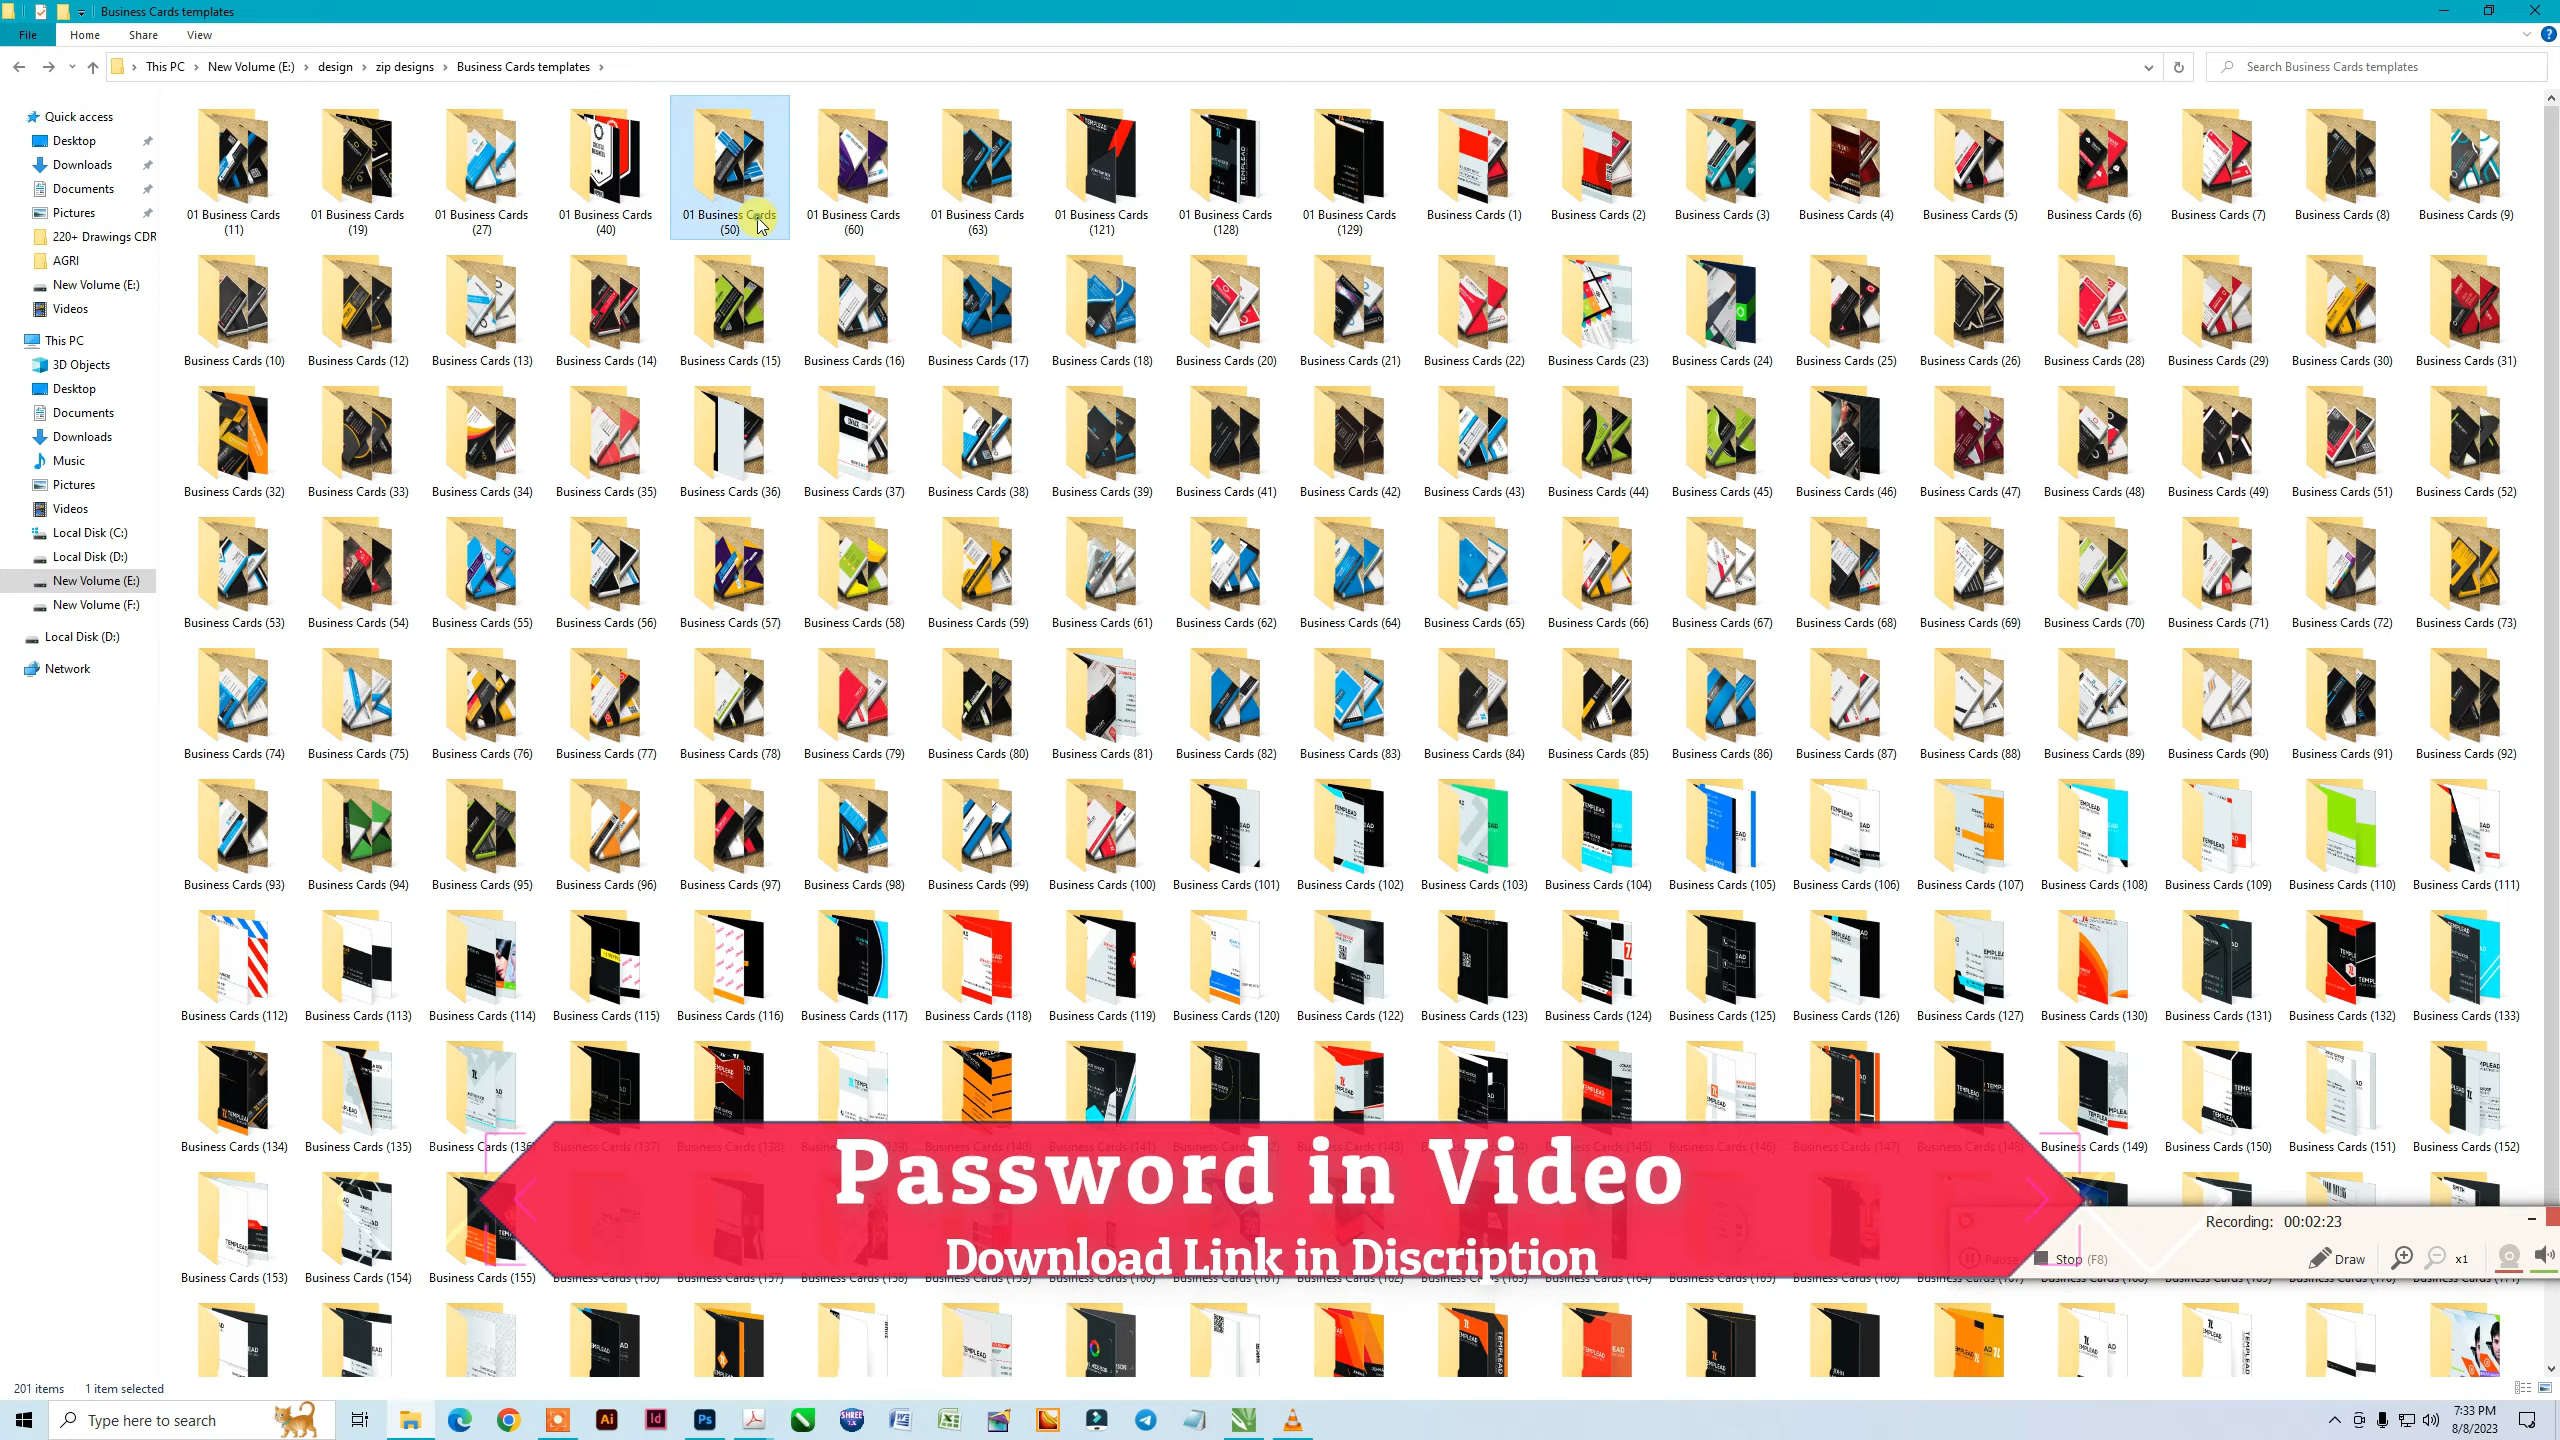 Business Cards templates
File Home Share View
This PC New Volume (E:) design zip designs Business Cards templates
Search Business Cards templates
Quick access
Desktop
Downloads
Documents
Pictures
220+ Drawings CDR
AGRI
New Volume (E:)
Videos
This PC
3D Objects
Desktop
Documents
Downloads
Music
Pictures
Videos
Local Disk (C:)
Local Disk (D:)
New Volume (E:)
New Volume (F:)
Local Disk (D:)
Network
01 Business Cards (11) 01 Business Cards (19) 01 Business Cards (27) 01 Business Cards (40) 01 Business Cards (50) 01 Business Cards (60) 01 Business Cards (63) 01 Business Cards (121) 01 Business Cards (128) 01 Business Cards (129) Business Cards (1) Business Cards (2) Business Cards (3) Business Cards (4) Business Cards (5) Business Cards (6) Business Cards (7) Business Cards (8) Business Cards (9)
Business Cards (10) Business Cards (12) Business Cards (13) Business Cards (14) Business Cards (15) Business Cards (16) Business Cards (17) Business Cards (18) Business Cards (20) Business Cards (21) Business Cards (22) Business Cards (23) Business Cards (24) Business Cards (25) Business Cards (26) Business Cards (28) Business Cards (29) Business Cards (30) Business Cards (31)
Business Cards (32) Business Cards (33) Business Cards (34) Business Cards (35) Business Cards (36) Business Cards (37) Business Cards (38) Business Cards (39) Business Cards (41) Business Cards (42) Business Cards (43) Business Cards (44) Business Cards (45) Business Cards (46) Business Cards (47) Business Cards (48) Business Cards (49) Business Cards (51) Business Cards (52)
Business Cards (53) Business Cards (54) Business Cards (55) Business Cards (56) Business Cards (57) Business Cards (58) Business Cards (59) Business Cards (61) Business Cards (62) Business Cards (64) Business Cards (65) Business Cards (66) Business Cards (67) Business Cards (68) Business Cards (69) Business Cards (70) Business Cards (71) Business Cards (72) Business Cards (73)
Business Cards (74) Business Cards (75) Business Cards (76) Business Cards (77) Business Cards (78) Business Cards (79) Business Cards (80) Business Cards (81) Business Cards (82) Business Cards (83) Business Cards (84) Business Cards (85) Business Cards (86) Business Cards (87) Business Cards (88) Business Cards (89) Business Cards (90) Business Cards (91) Business Cards (92)
Business Cards (93) Business Cards (94) Business Cards (95) Business Cards (96) Business Cards (97) Business Cards (98) Business Cards (99) Business Cards (100) Business Cards (101) Business Cards (102) Business Cards (103) Business Cards (104) Business Cards (105) Business Cards (106) Business Cards (107) Business Cards (108) Business Cards (109) Business Cards (110) Business Cards (111)
Business Cards (112) Business Cards (113) Business Cards (114) Business Cards (115) Business Cards (116) Business Cards (117) Business Cards (118) Business Cards (119) Business Cards (120) Business Cards (122) Business Cards (123) Business Cards (124) Business Cards (125) Business Cards (126) Business Cards (127) Business Cards (130) Business Cards (131) Business Cards (132) Business Cards (133)
Business Cards (134) Business Cards (135) Business Cards (136) Business Cards (149) Business Cards (150) Business Cards (151) Business Cards (152)
Password in Video
Download Link in Discription
Business Cards (153) Business Cards (154) Business Cards (155)
Recording: 00:02:23
Pause Stop (F8) Draw x1
201 items 1 item selected
Type here to search
7:33 PM
8/8/2023